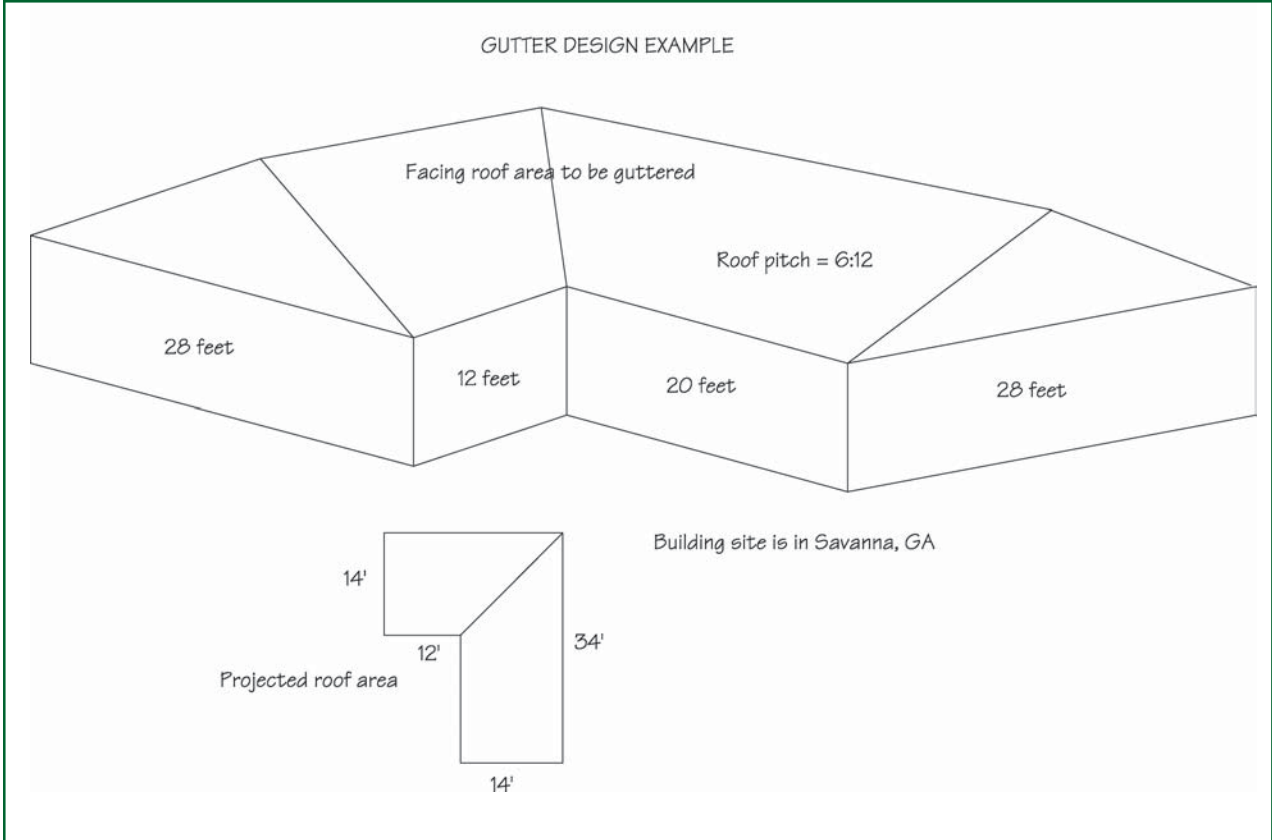 GUTTER DESIGN EXAMPLE
Facing roof area to be guttered
Roof pitch = 6:12
28 feet
12 feet
20 feet
28 feet
Building site is in Savanna, GA
14'
12'
34'
Projected roof area
14'